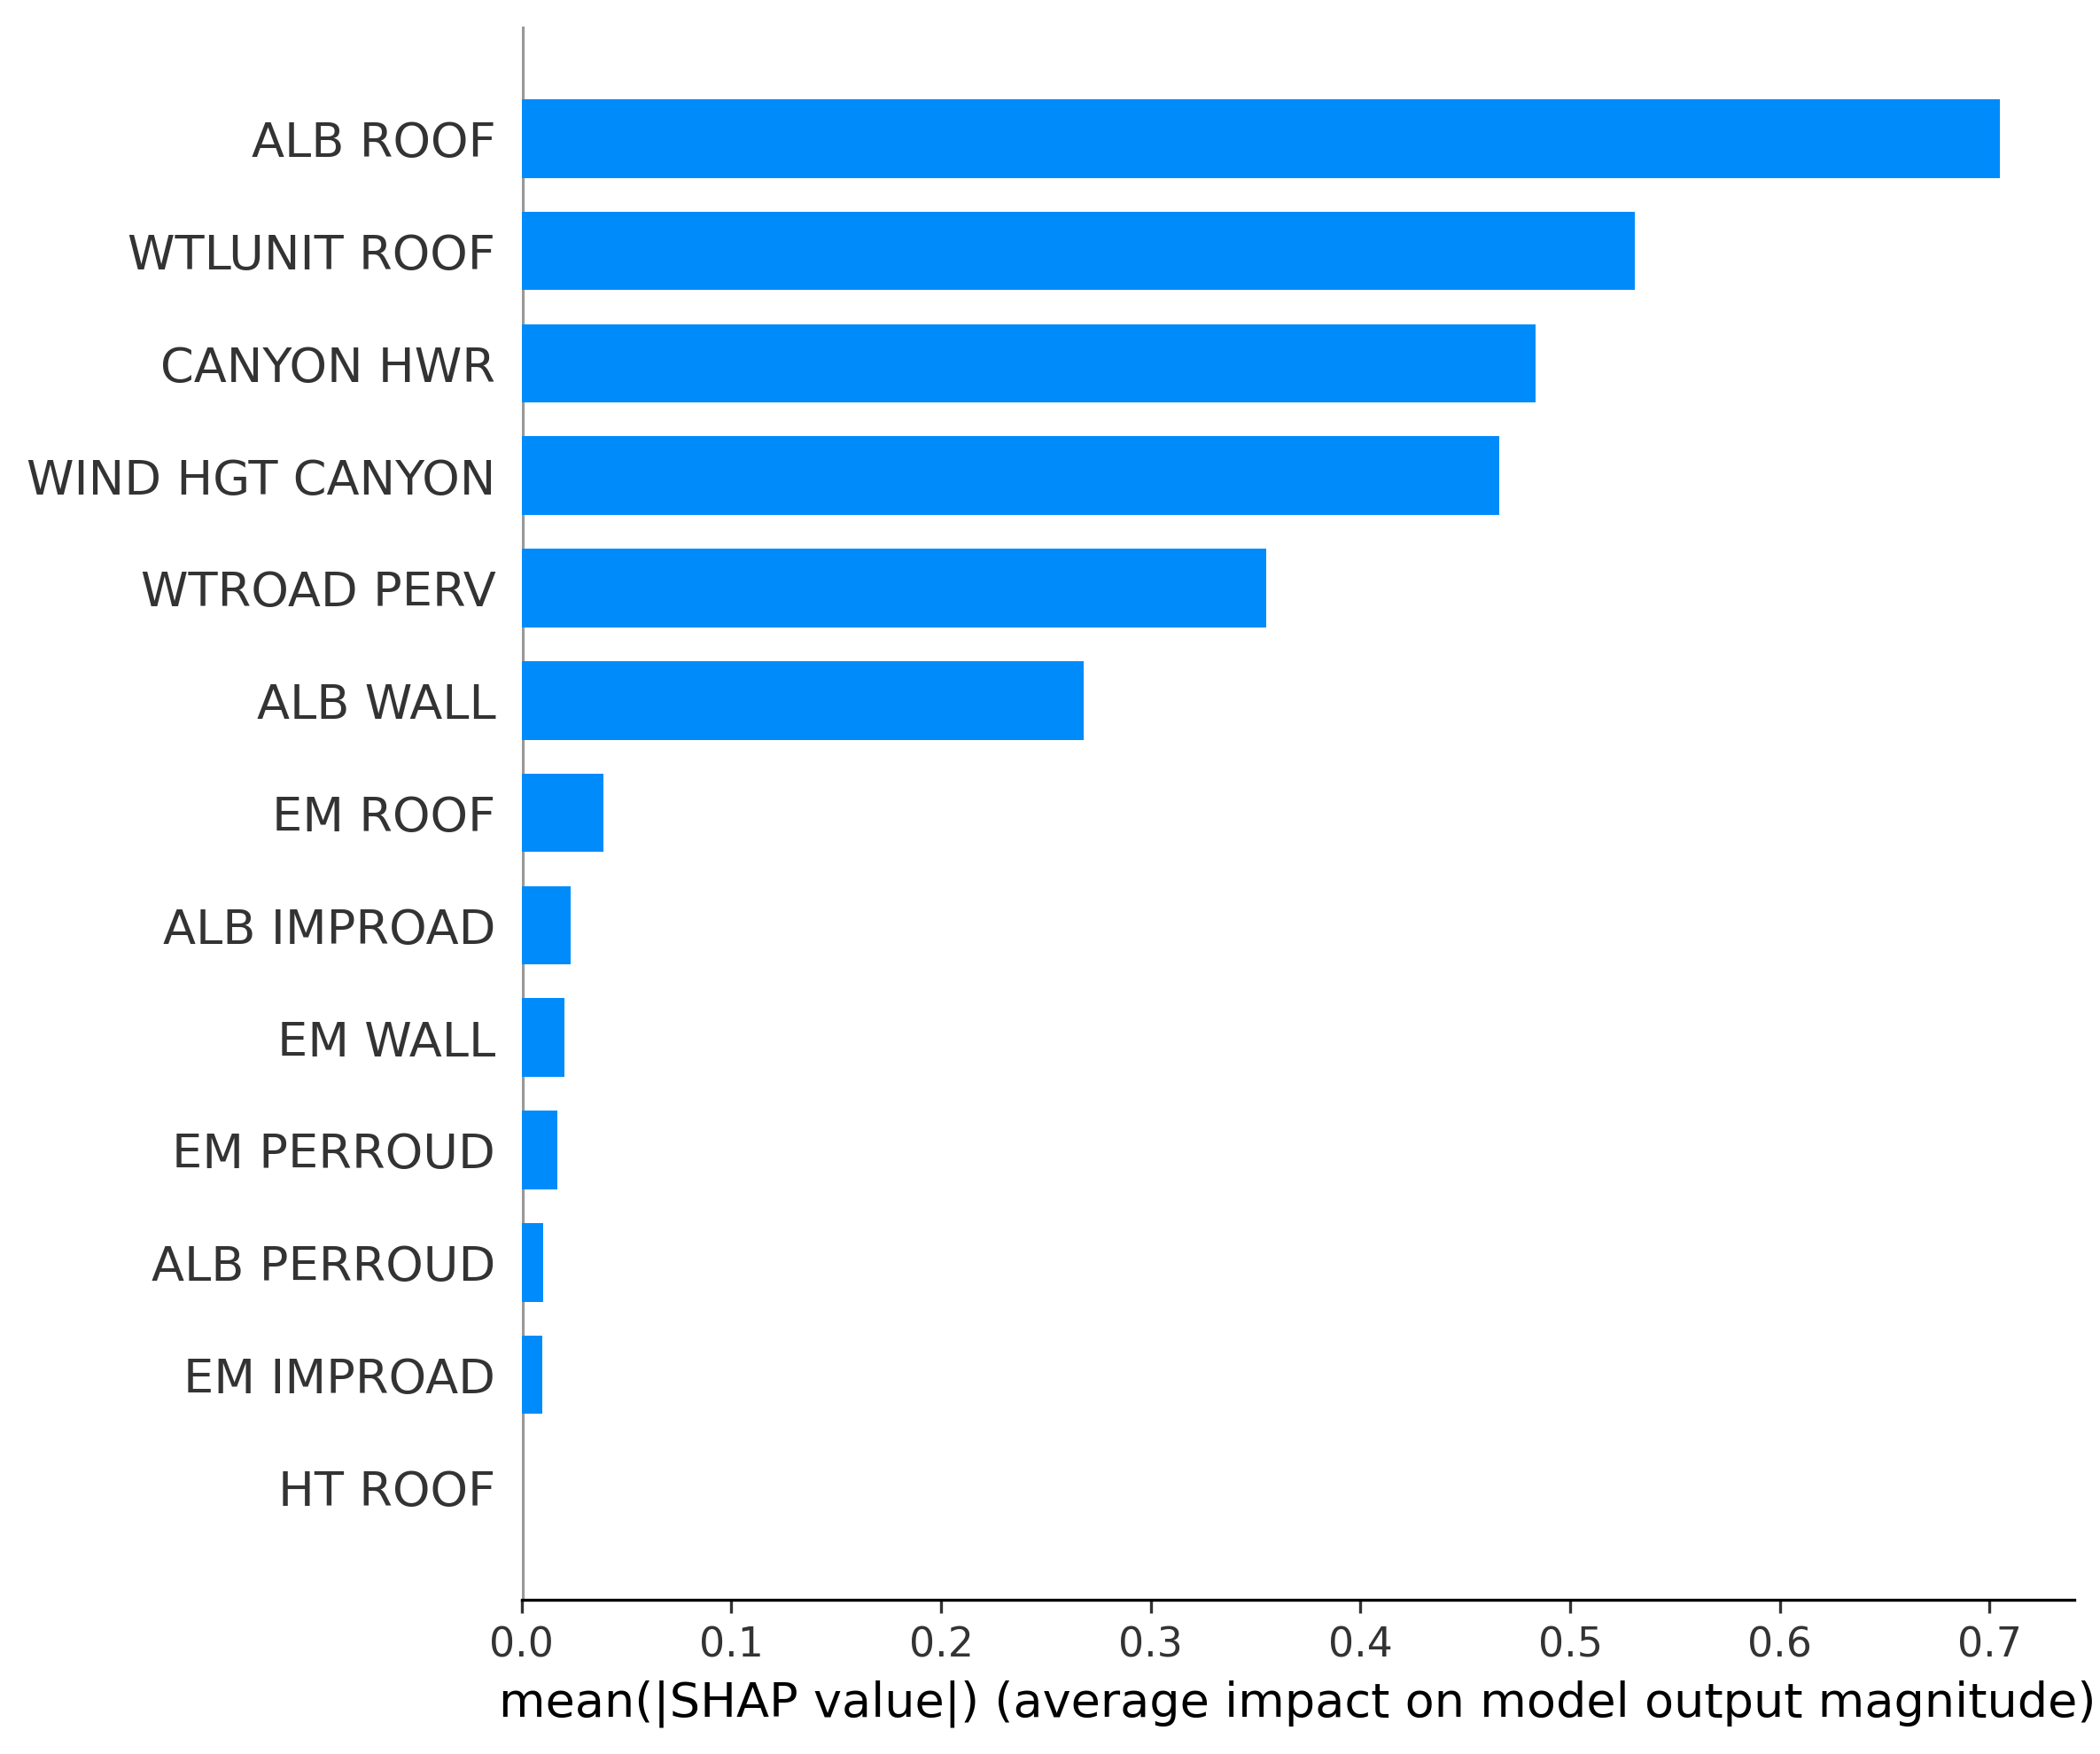 ALB ROOF
WTLUNIT ROOF
CANYON HWR
WIND HGT CANYON
WTROAD PERV
ALB WALL
EM ROOF
ALB IMPROAD
EM WALL
EM PERROUD
ALB PERROUD
EM IMPROAD
HT ROOF
0.0 0.1 0.2 0.3 0.4 0.5 0.6 0.7
mean(|SHAP value|) (average impact on model output magnitude)